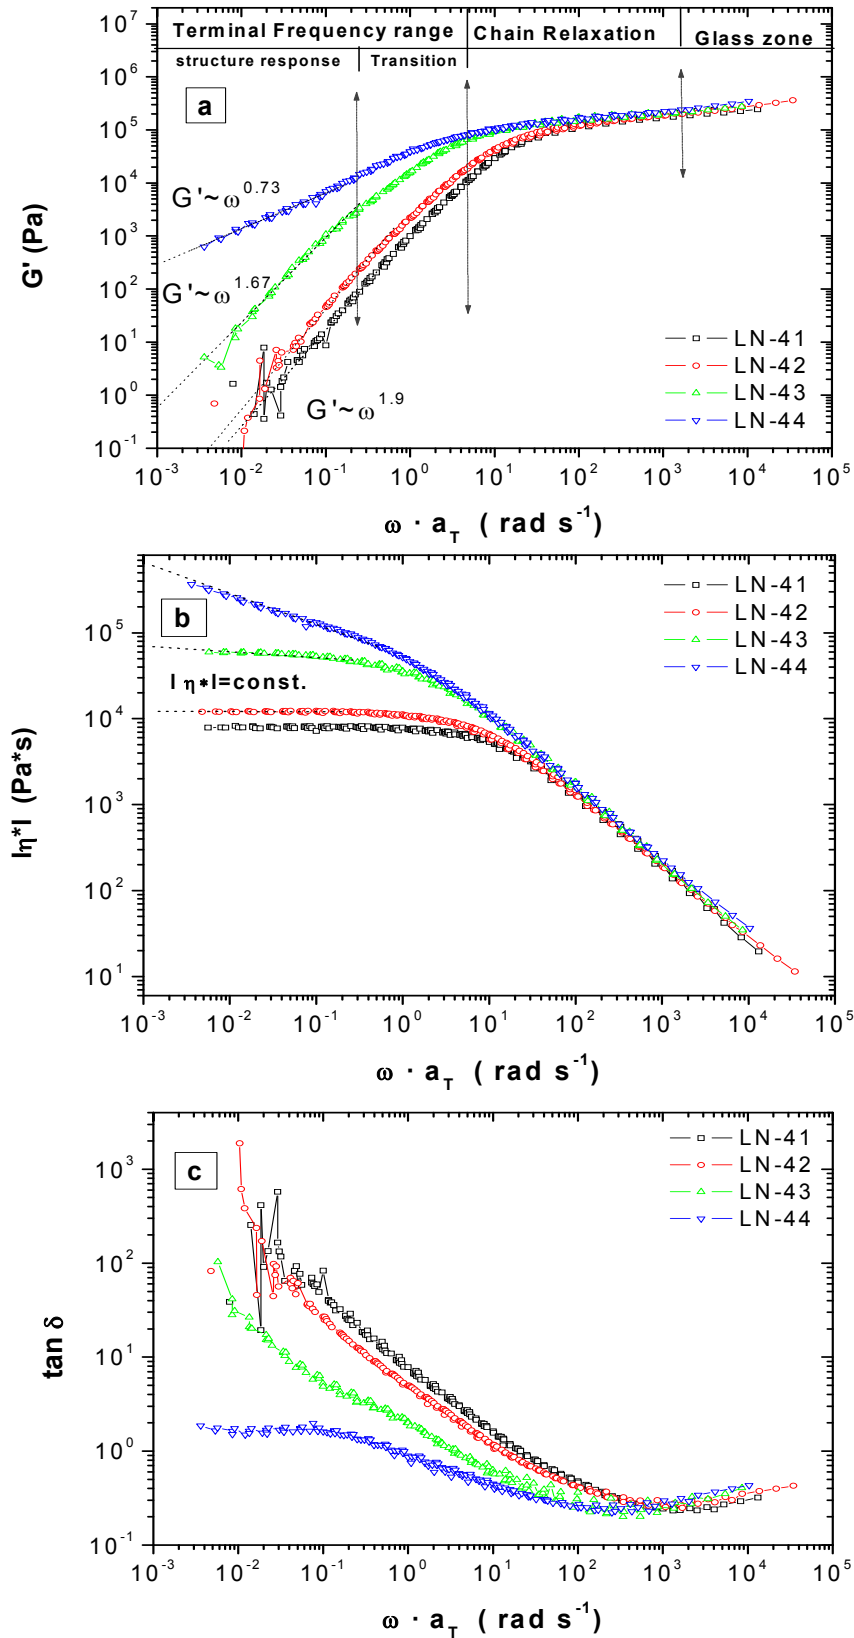 Terminal Frequency range Chain Relaxation Glass zone
structure response Transition
a
G'~ω^0.73
G'~ω^1.67
G'~ω^1.9
LN-41
LN-42
LN-43
LN-44
10^7
10^6
10^5
10^4
10^3
10^2
10^1
10^0
10^-1
G' (Pa)
10^-3 10^-2 10^-1 10^0 10^1 10^2 10^3 10^4 10^5
ω · a_T ( rad s^-1)
b
LN-41
LN-42
LN-43
LN-44
I η*I=const.
10^5
10^4
10^3
10^2
10^1
Iη*I (Pa*s)
10^-3 10^-2 10^-1 10^0 10^1 10^2 10^3 10^4 10^5
ω · a_T ( rad s^-1)
c
LN-41
LN-42
LN-43
LN-44
10^3
10^2
10^1
10^0
10^-1
tan δ
10^-3 10^-2 10^-1 10^0 10^1 10^2 10^3 10^4 10^5
ω · a_T ( rad s^-1)